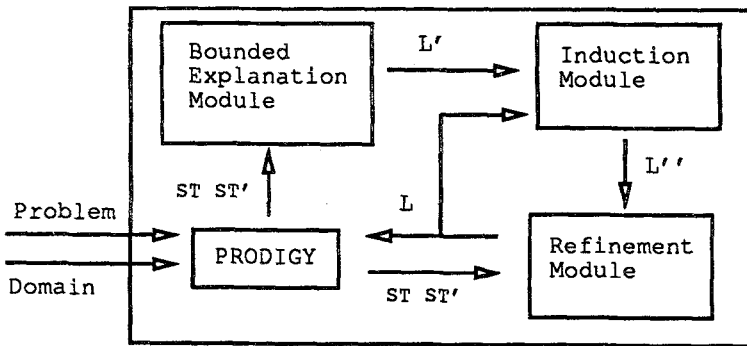 Bounded
Explanation
Module
L'
Induction
Module
ST ST'
L
L''
Problem
PRODIGY
Refinement
Module
Domain
ST ST'